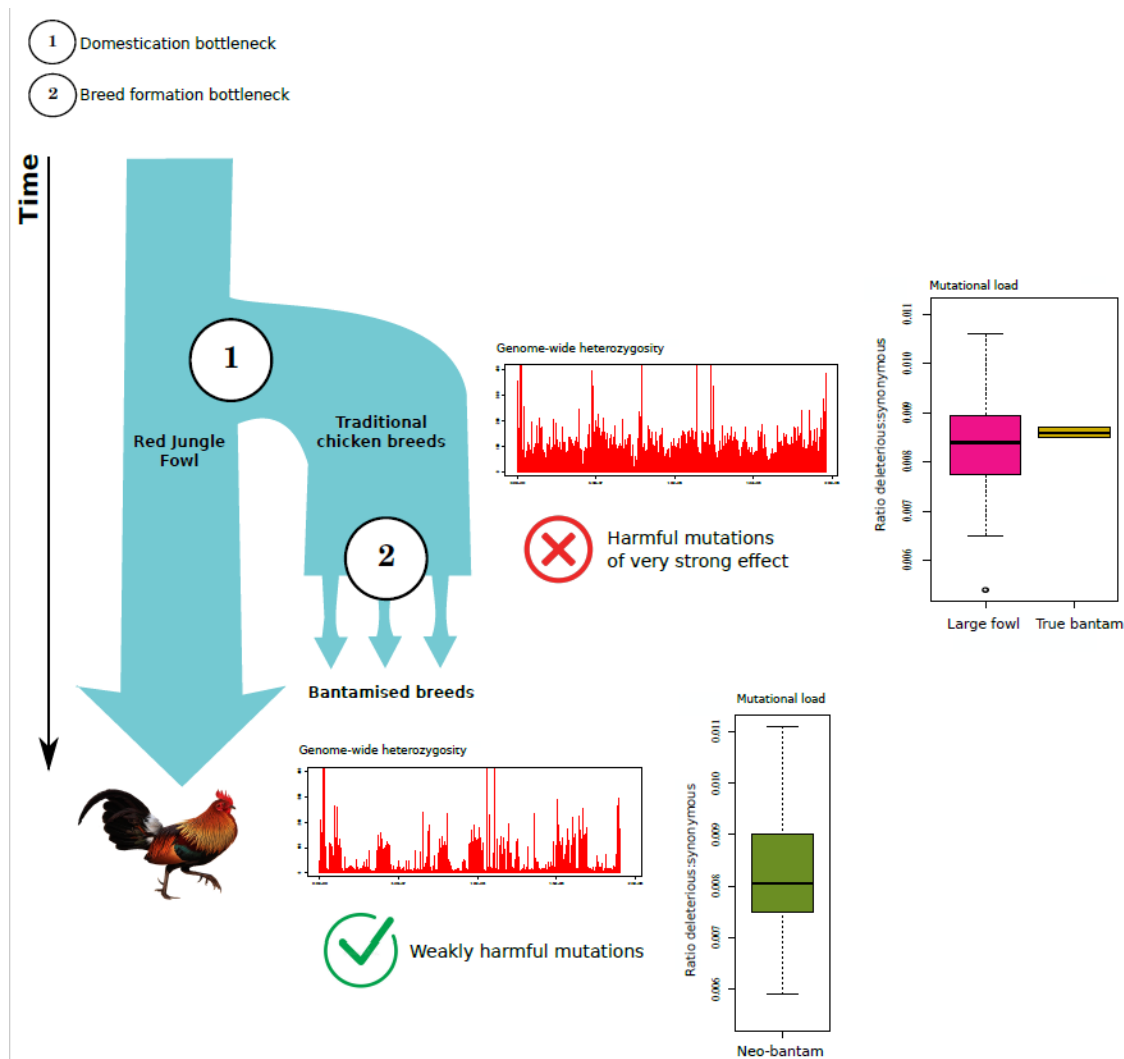 1 Domestication bottleneck
2 Breed formation bottleneck
Time
1
Red Jungle
Fowl
Traditional
chicken breeds
2
Bantamised breeds
Genome-wide heterozygosity
Harmful mutations
of very strong effect
Mutational load
Ratio deleterious:synonymous
0.011
0.010
0.009
0.008
0.007
0.006
Large fowl
True bantam
Genome-wide heterozygosity
Weakly harmful mutations
Mutational load
Ratio deleterious:synonymous
0.011
0.010
0.009
0.008
0.007
0.006
Neo-bantam